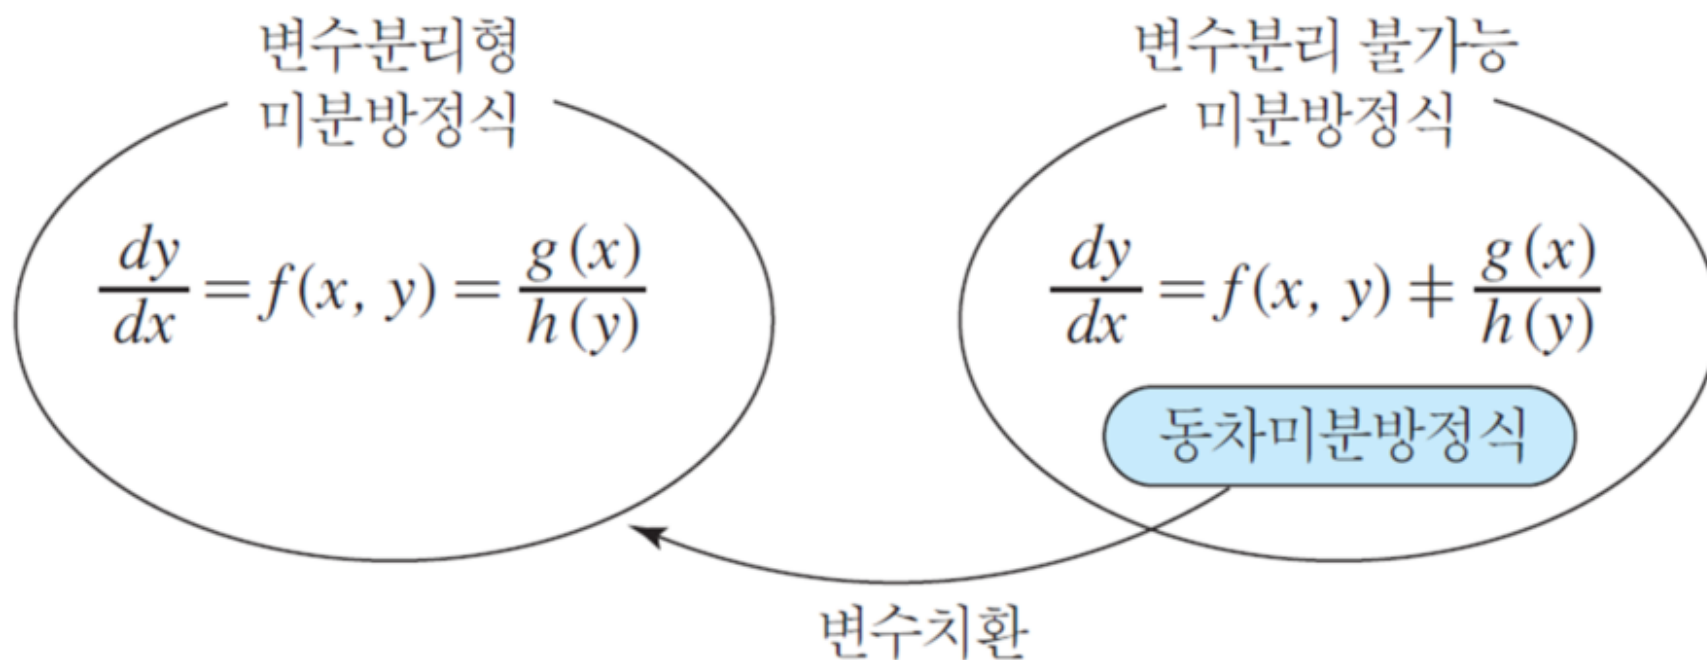 변수분리형
미분방정식
dy/dx = f(x, y) = g(x)/h(y)
변수분리 불가능
미분방정식
dy/dx = f(x, y) ≠ g(x)/h(y)
동차미분방정식
변수치환